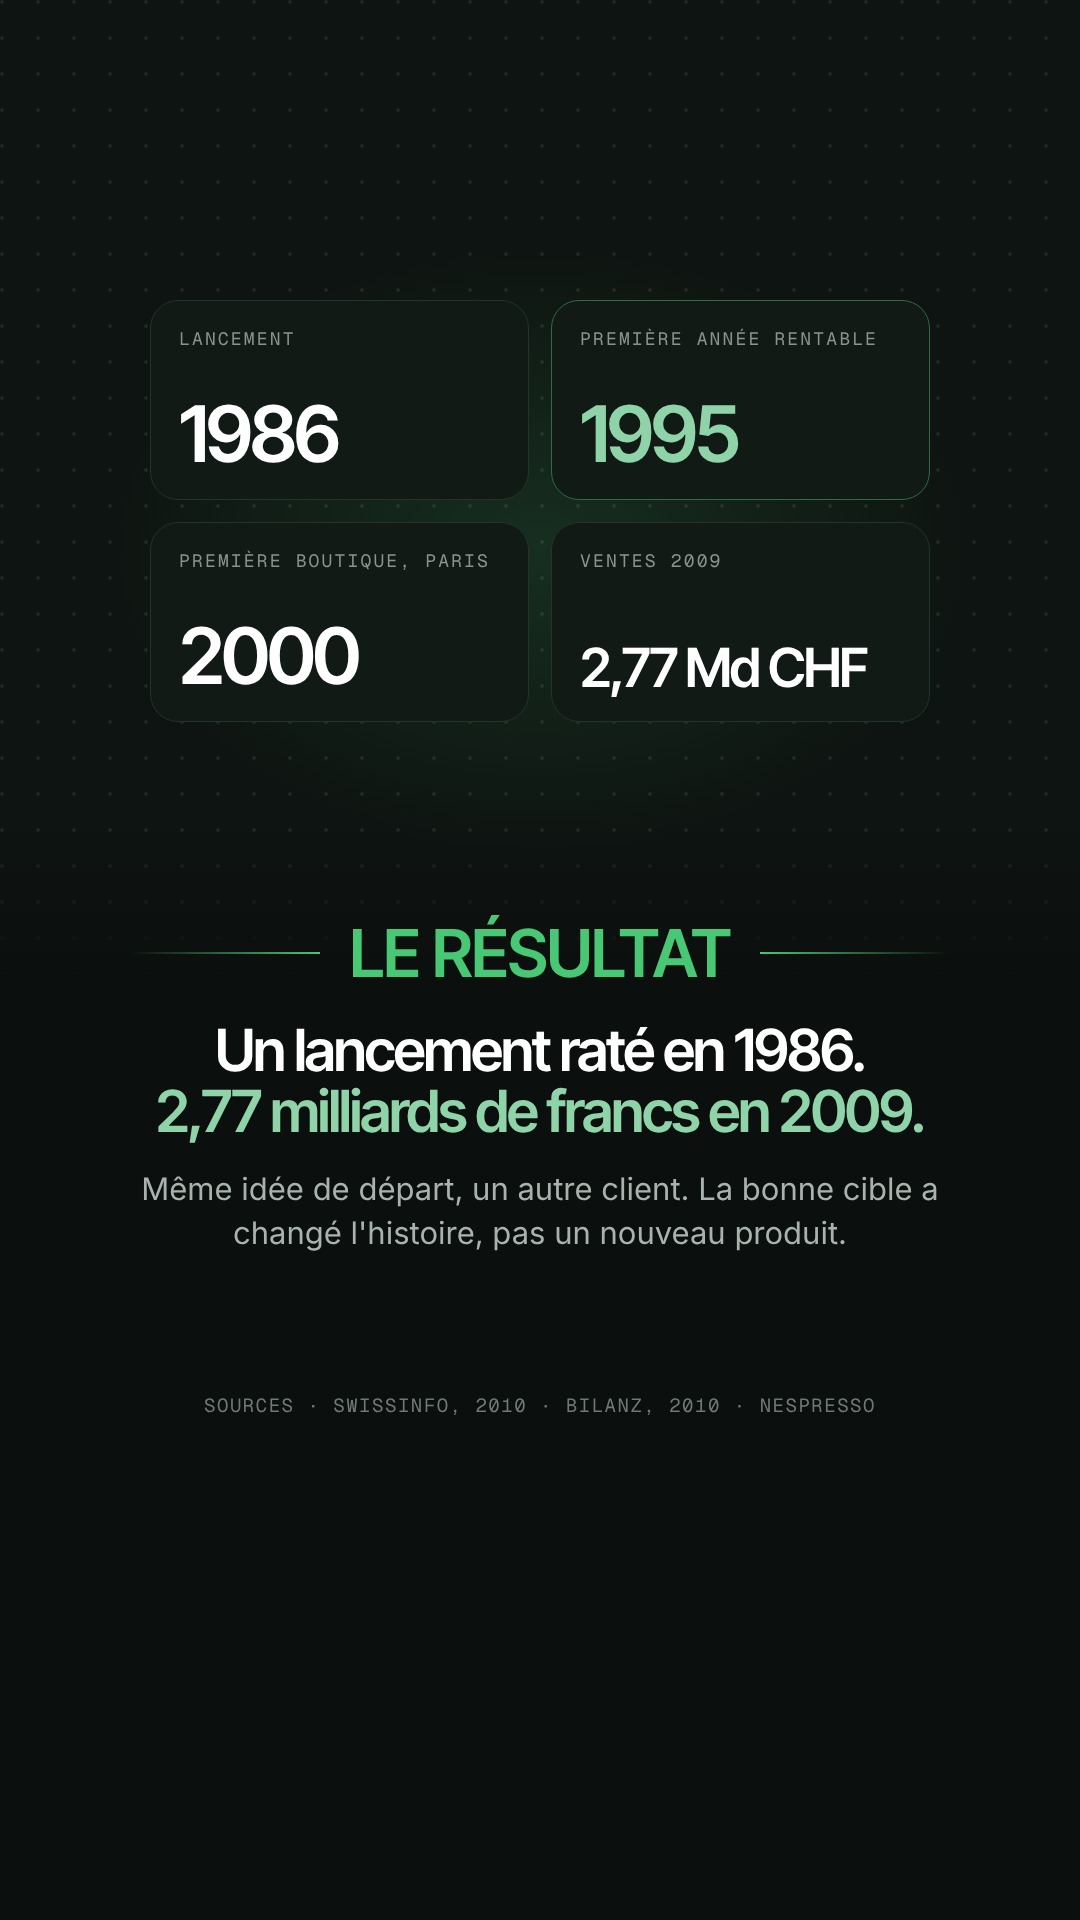 LANCEMENT
1986
PREMIÈRE ANNÉE RENTABLE
1995
PREMIÈRE BOUTIQUE, PARIS
2000
VENTES 2009
2,77 Md CHF
LE RÉSULTAT
Un lancement raté en 1986.
2,77 milliards de francs en 2009.
Même idée de départ, un autre client. La bonne cible a
changé l'histoire, pas un nouveau produit.
SOURCES · SWISSINFO, 2010 · BILANZ, 2010 · NESPRESSO